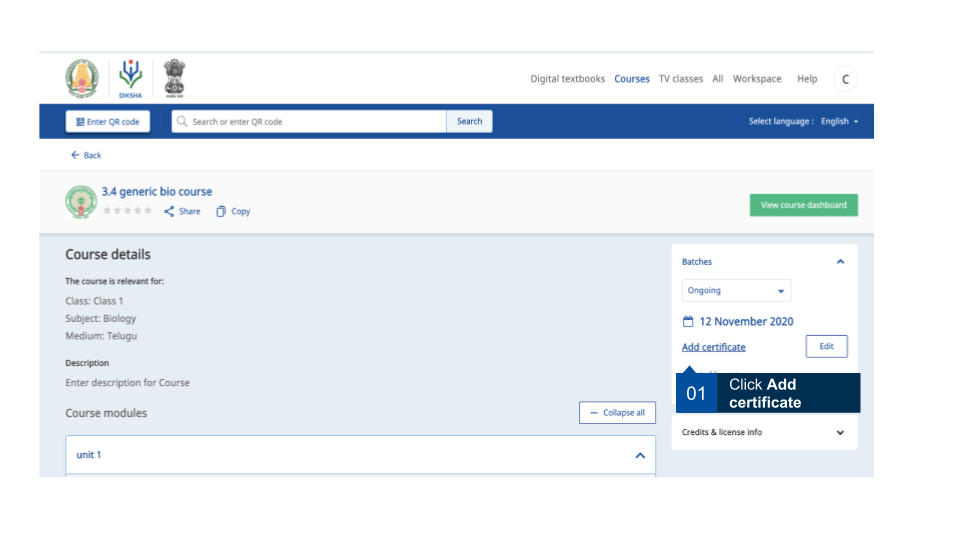 DIKSHA
Digital textbooks Courses TV classes All Workspace Help C
Enter QR code Search or enter QR code Search Select language : English
Back
3.4 generic bio course
Share Copy
View course dashboard
Course details
The course is relevant for:
Class: Class 1
Subject: Biology
Medium: Telugu
Description
Enter description for Course
Course modules
Collapse all
unit 1
Batches
Ongoing
12 November 2020
Add certificate Edit
01 Click Add
certificate
Credits & license info